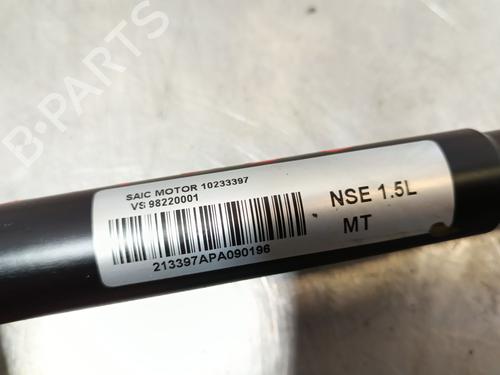 B-PARTS
SAIC MOTOR 10233397
VS 98220001
213397APA090196
NSE 1.5L
MT